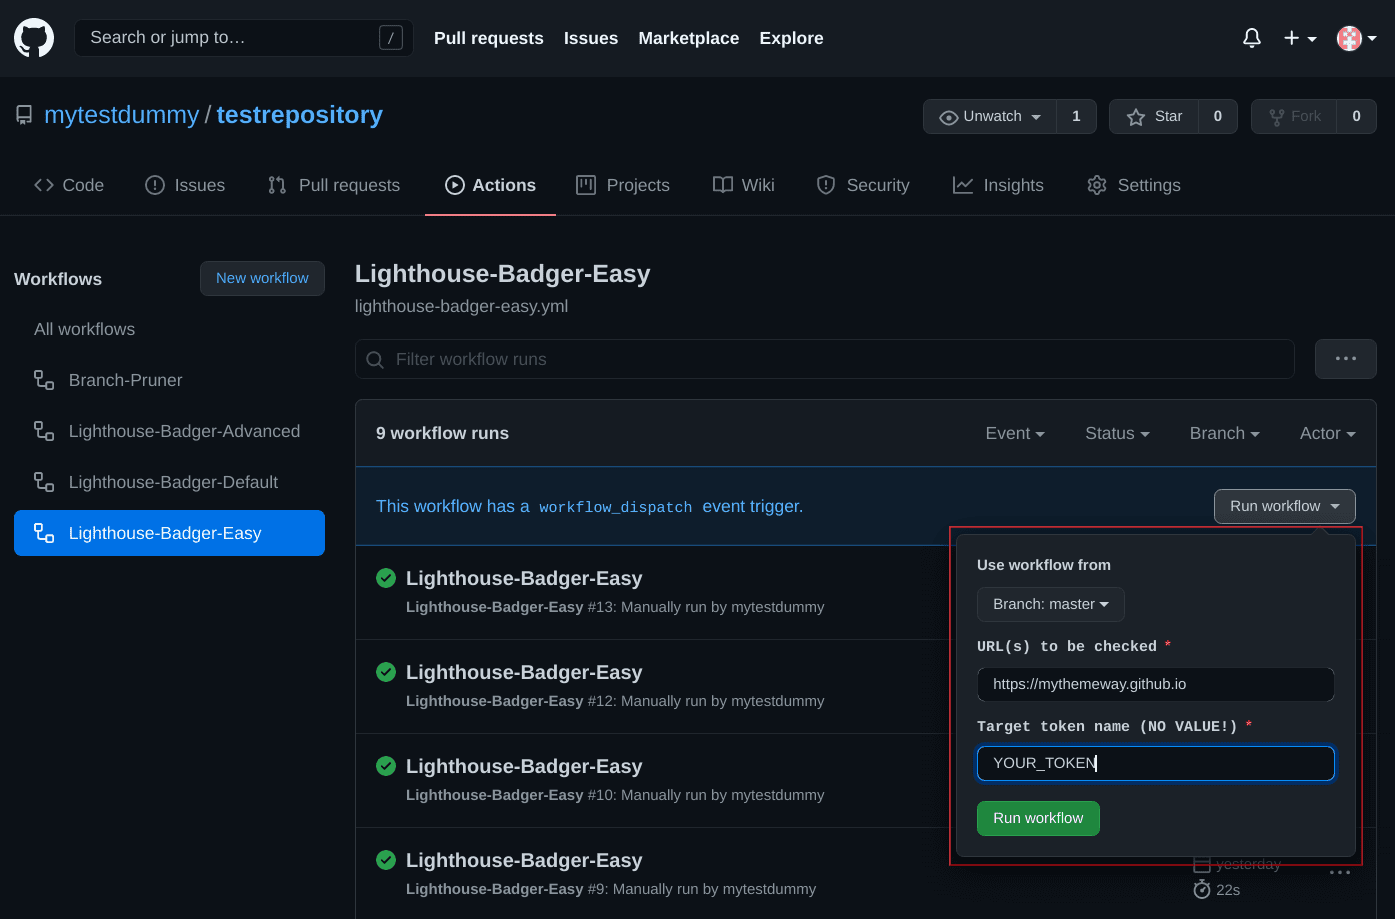 Search or jump to…
/
Pull requests
Issues
Marketplace
Explore
mytestdummy / testrepository
Unwatch
1
Star
0
Fork
0
Code
Issues
Pull requests
Actions
Projects
Wiki
Security
Insights
Settings
Workflows
New workflow
All workflows
Branch-Pruner
Lighthouse-Badger-Advanced
Lighthouse-Badger-Default
Lighthouse-Badger-Easy
Lighthouse-Badger-Easy
lighthouse-badger-easy.yml
Filter workflow runs
9 workflow runs
Event
Status
Branch
Actor
This workflow has a workflow_dispatch event trigger.
Run workflow
Use workflow from
Branch: master
URL(s) to be checked *
https://mythemeway.github.io
Target token name (NO VALUE!) *
YOUR_TOKEN
Run workflow
Lighthouse-Badger-Easy
Lighthouse-Badger-Easy #13: Manually run by mytestdummy
Lighthouse-Badger-Easy
Lighthouse-Badger-Easy #12: Manually run by mytestdummy
Lighthouse-Badger-Easy
Lighthouse-Badger-Easy #10: Manually run by mytestdummy
Lighthouse-Badger-Easy
Lighthouse-Badger-Easy #9: Manually run by mytestdummy
yesterday
22s